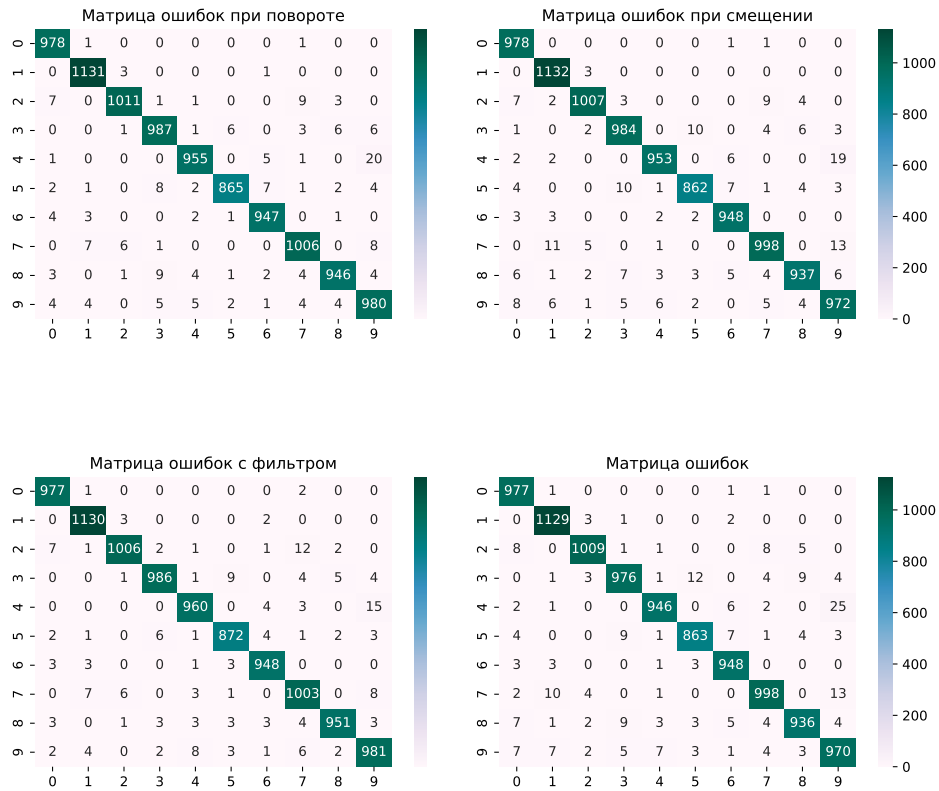 Матрица ошибок при повороте
0 978 1 0 0 0 0 0 1 0 0
1 0 1131 3 0 0 0 1 0 0 0
2 7 0 1011 1 1 0 0 9 3 0
3 0 0 1 987 1 6 0 3 6 6
4 1 0 0 0 955 0 5 1 0 20
5 2 1 0 8 2 865 7 1 2 4
6 4 3 0 0 2 1 947 0 1 0
7 0 7 6 1 0 0 0 1006 0 8
8 3 0 1 9 4 1 2 4 946 4
9 4 4 0 5 5 2 1 4 4 980
0 1 2 3 4 5 6 7 8 9
Матрица ошибок при смещении
0 978 0 0 0 0 0 1 1 0 0
1 0 1132 3 0 0 0 0 0 0 0
2 7 2 1007 3 0 0 0 9 4 0
3 1 0 2 984 0 10 0 4 6 3
4 2 2 0 0 953 0 6 0 0 19
5 4 0 0 10 1 862 7 1 4 3
6 3 3 0 0 2 2 948 0 0 0
7 0 11 5 0 1 0 0 998 0 13
8 6 1 2 7 3 3 5 4 937 6
9 8 6 1 5 6 2 0 5 4 972
0 1 2 3 4 5 6 7 8 9
1000
800
600
400
200
0
Матрица ошибок с фильтром
0 977 1 0 0 0 0 0 2 0 0
1 0 1130 3 0 0 0 2 0 0 0
2 7 1 1006 2 1 0 1 12 2 0
3 0 0 1 986 1 9 0 4 5 4
4 0 0 0 0 960 0 4 3 0 15
5 2 1 0 6 1 872 4 1 2 3
6 3 3 0 0 1 3 948 0 0 0
7 0 7 6 0 3 1 0 1003 0 8
8 3 0 1 3 3 3 3 4 951 3
9 2 4 0 2 8 3 1 6 2 981
0 1 2 3 4 5 6 7 8 9
Матрица ошибок
0 977 1 0 0 0 0 1 1 0 0
1 0 1129 3 1 0 0 2 0 0 0
2 8 0 1009 1 1 0 0 8 5 0
3 0 1 3 976 1 12 0 4 9 4
4 2 1 0 0 946 0 6 2 0 25
5 4 0 0 9 1 863 7 1 4 3
6 3 3 0 0 1 3 948 0 0 0
7 2 10 4 0 1 0 0 998 0 13
8 7 1 2 9 3 3 5 4 936 4
9 7 7 2 5 7 3 1 4 3 970
0 1 2 3 4 5 6 7 8 9
1000
800
600
400
200
0